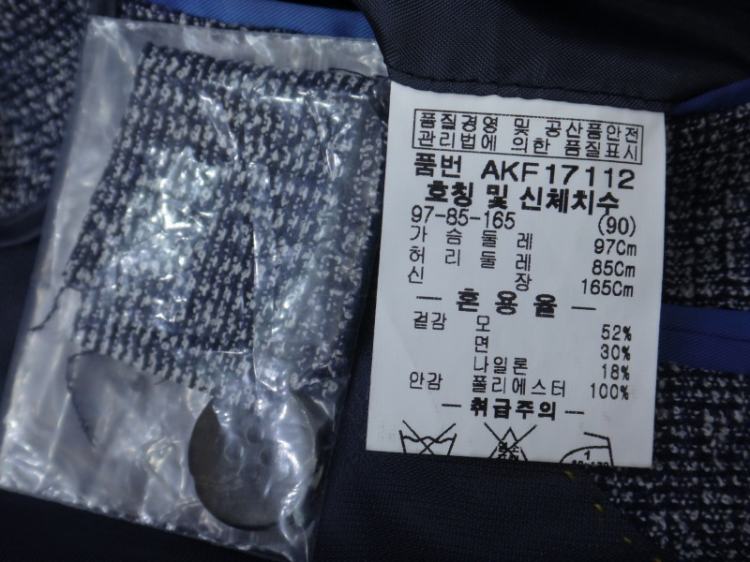 품질경영 및 공산품안전
관리법에 의한 품질표시
품번 AKF17112
호칭 및 신체치수
97-85-165 (90)
가슴둘레 97Cm
허리둘레 85Cm
신장 165Cm
— 혼용율 —
겉감 모 52%
면 30%
나일론 18%
안감 폴리에스터 100%
— 취급주의 —